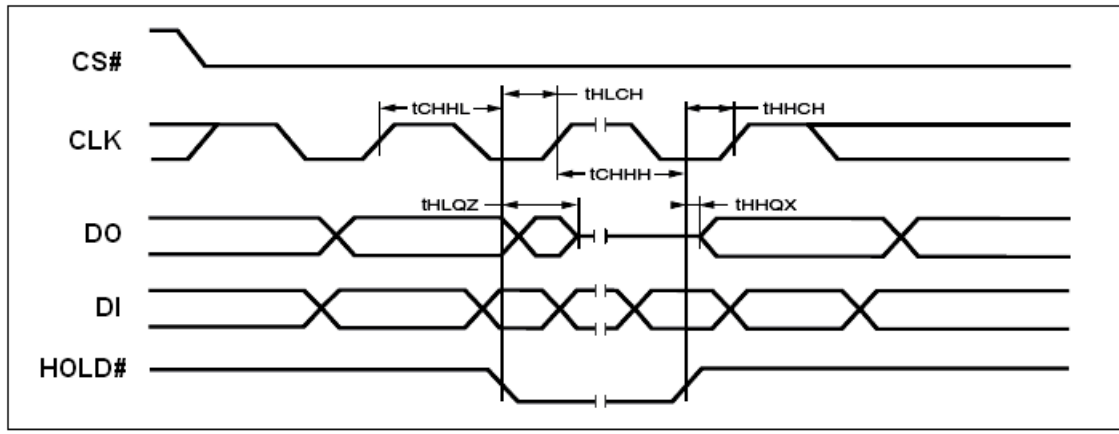 CS#
tHLCH
tCHHL
tHHCH
CLK
tCHHH
tHLQZ
tHHQX
DO
DI
HOLD#